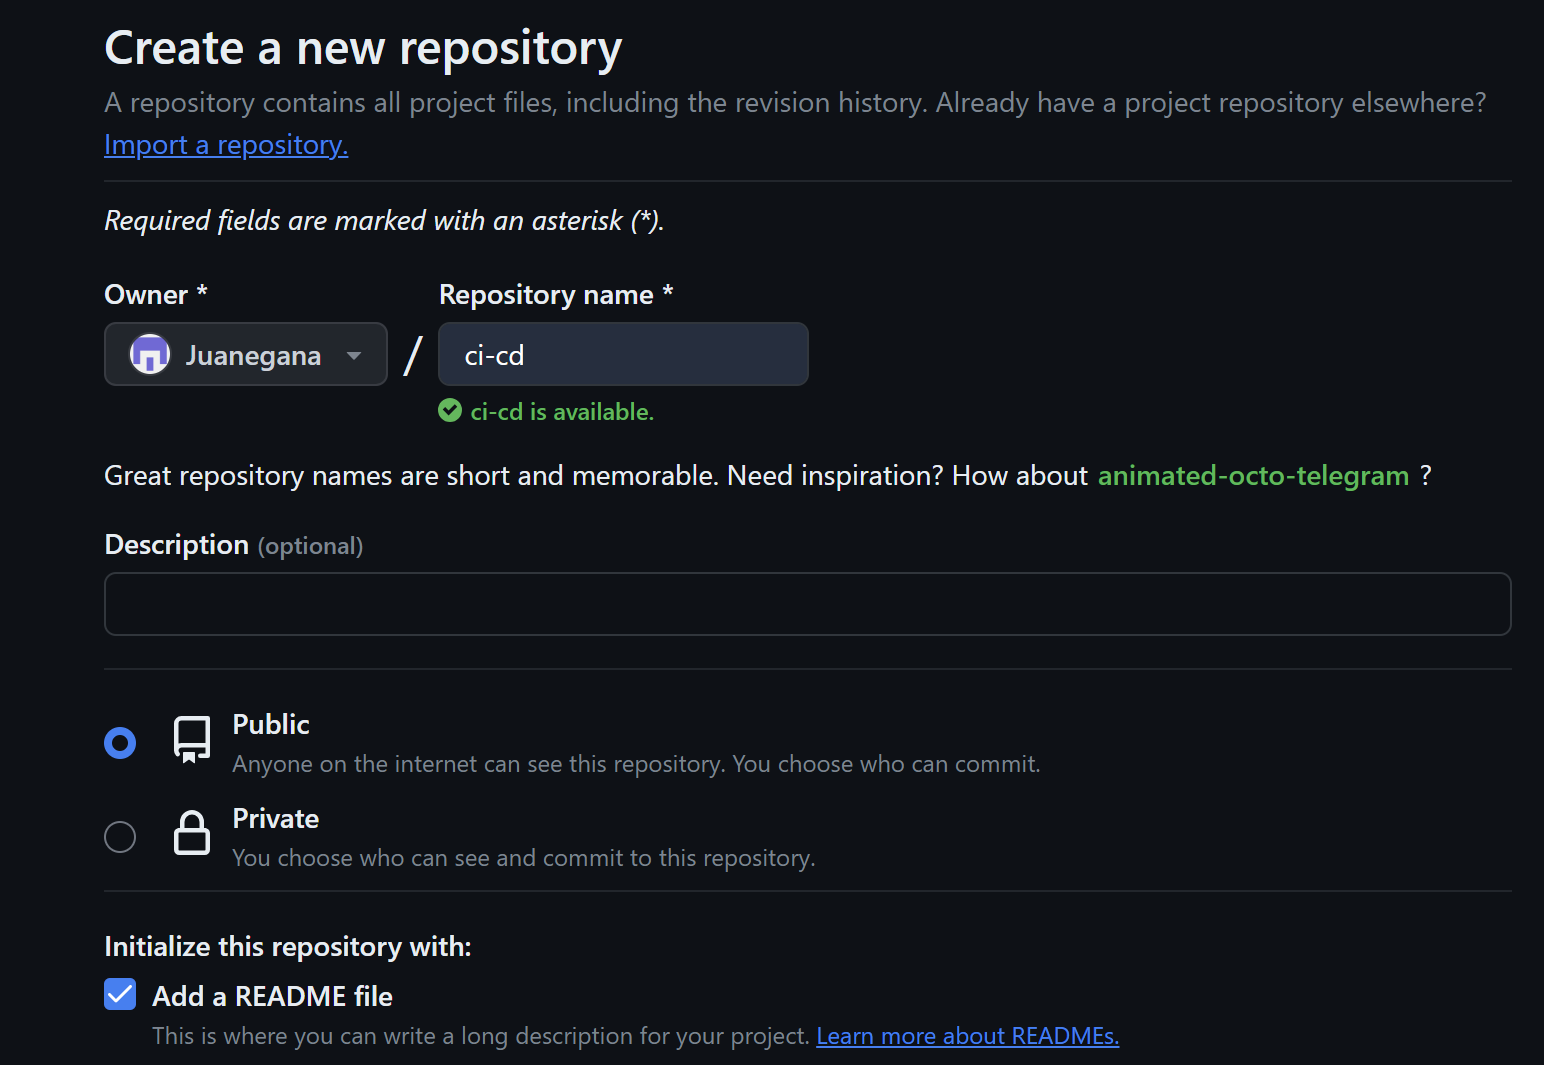 Create a new repository
A repository contains all project files, including the revision history. Already have a project repository elsewhere?
Import a repository.
Required fields are marked with an asterisk (*).
Owner * Repository name *
Juanegana / ci-cd
ci-cd is available.
Great repository names are short and memorable. Need inspiration? How about animated-octo-telegram ?
Description (optional)
Public
Anyone on the internet can see this repository. You choose who can commit.
Private
You choose who can see and commit to this repository.
Initialize this repository with:
Add a README file
This is where you can write a long description for your project. Learn more about READMEs.